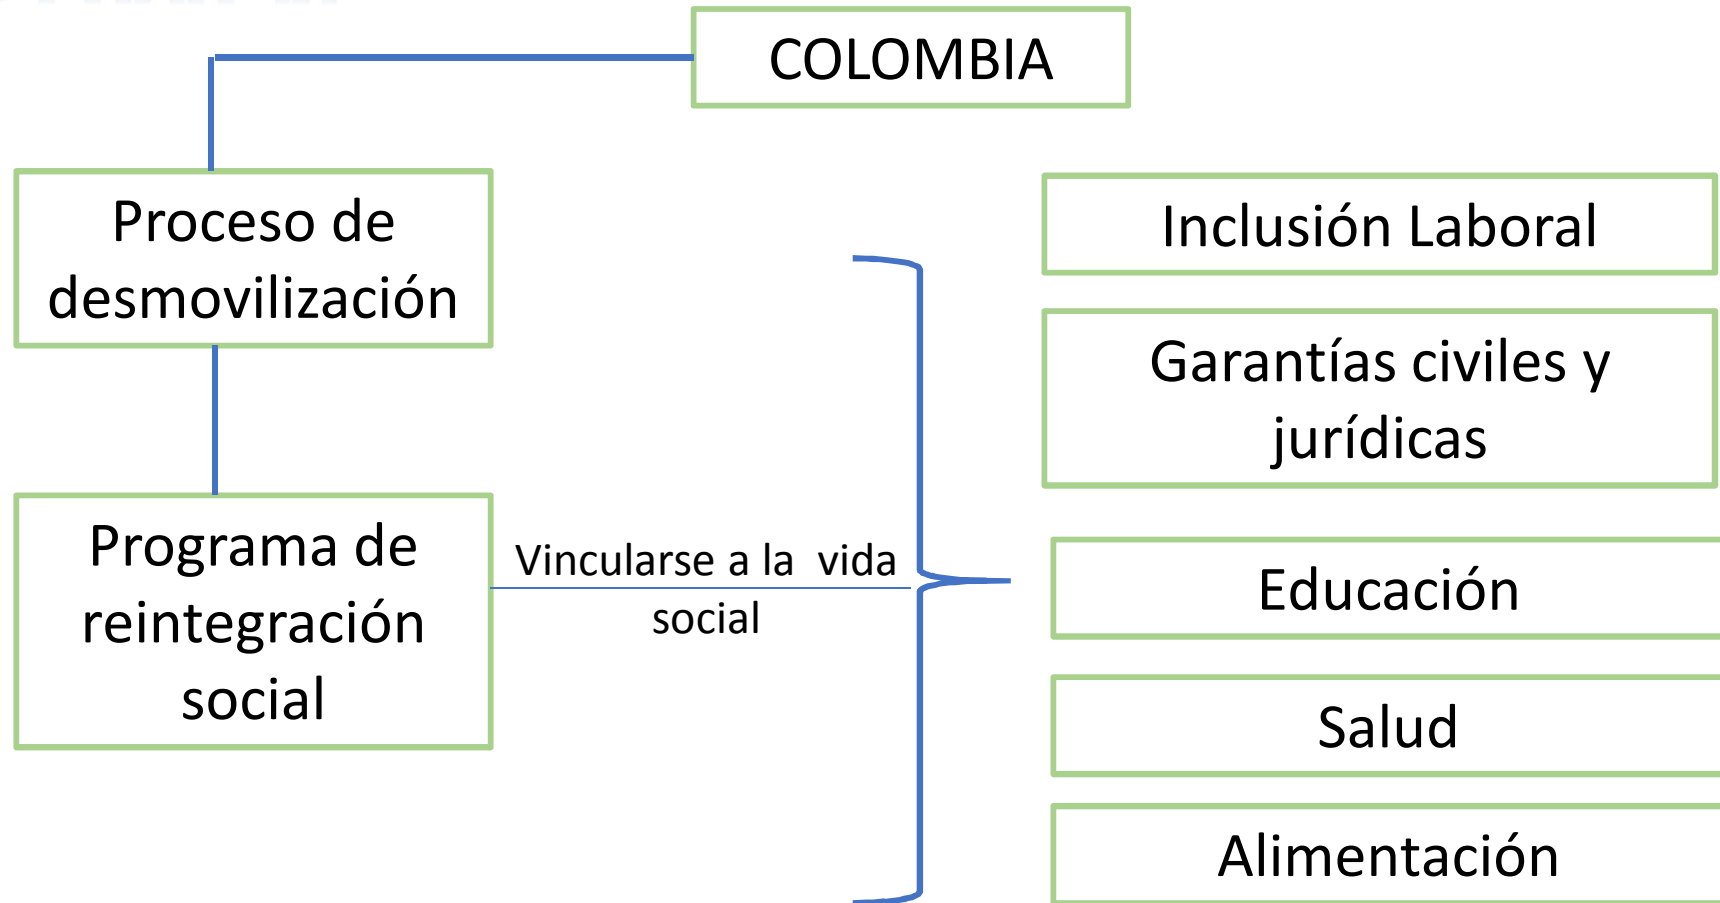 COLOMBIA
Proceso de
desmovilización
Programa de
reintegración
social
Vincularse a la  vida
social
Inclusión Laboral
Garantías civiles y
jurídicas
Educación
Salud
Alimentación